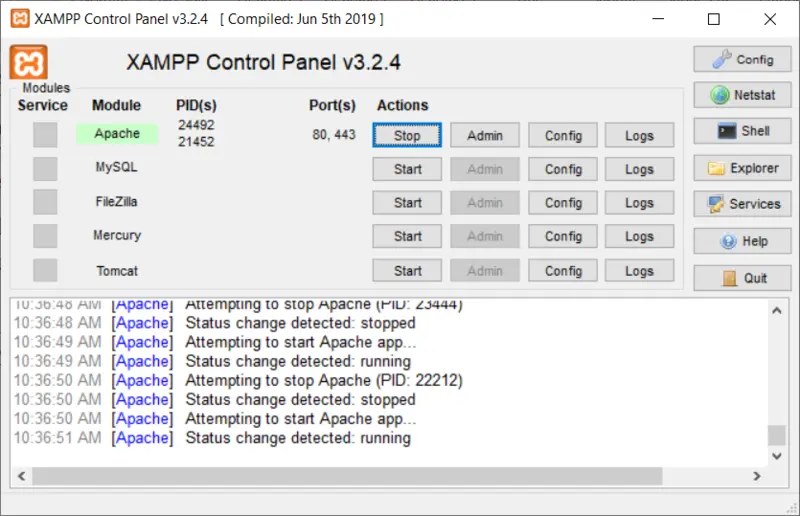 XAMPP Control Panel v3.2.4   [ Compiled: Jun 5th 2019 ]
XAMPP Control Panel v3.2.4
Config
Modules
Service Module PID(s) Port(s) Actions
Netstat
Apache 24492 21452 80, 443 Stop Admin Config Logs
Shell
MySQL Start Admin Config Logs
Explorer
FileZilla Start Admin Config Logs
Services
Mercury Start Admin Config Logs
Help
Tomcat Start Admin Config Logs
Quit
10:36:48 AM [Apache] Attempting to stop Apache (PID: 23444)
10:36:48 AM [Apache] Status change detected: stopped
10:36:49 AM [Apache] Attempting to start Apache app...
10:36:49 AM [Apache] Status change detected: running
10:36:50 AM [Apache] Attempting to stop Apache (PID: 22212)
10:36:50 AM [Apache] Status change detected: stopped
10:36:50 AM [Apache] Attempting to start Apache app...
10:36:51 AM [Apache] Status change detected: running